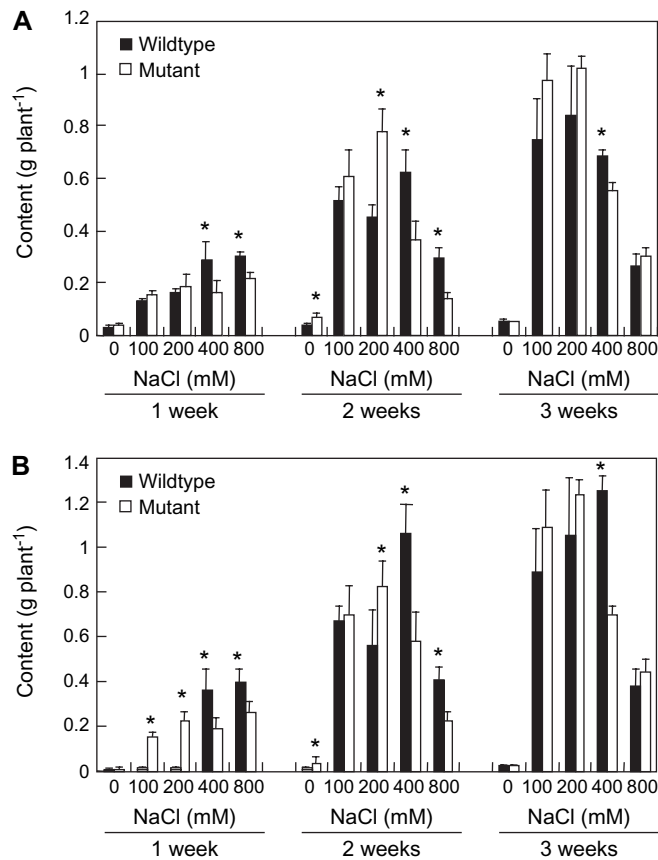 A
1.2
1
0.8
0.6
0.4
0.2
0
Content (g plant-1)
Wildtype
Mutant
* * * * * * * *
0 100 200 400 800 0 100 200 400 800 0 100 200 400 800
NaCl (mM) NaCl (mM) NaCl (mM)
1 week 2 weeks 3 weeks
B
1.4
1.2
1
0.8
0.6
0.4
0.2
0
Content (g plant-1)
Wildtype
Mutant
* * * * * * * * *
0 100 200 400 800 0 100 200 400 800 0 100 200 400 800
NaCl (mM) NaCl (mM) NaCl (mM)
1 week 2 weeks 3 weeks